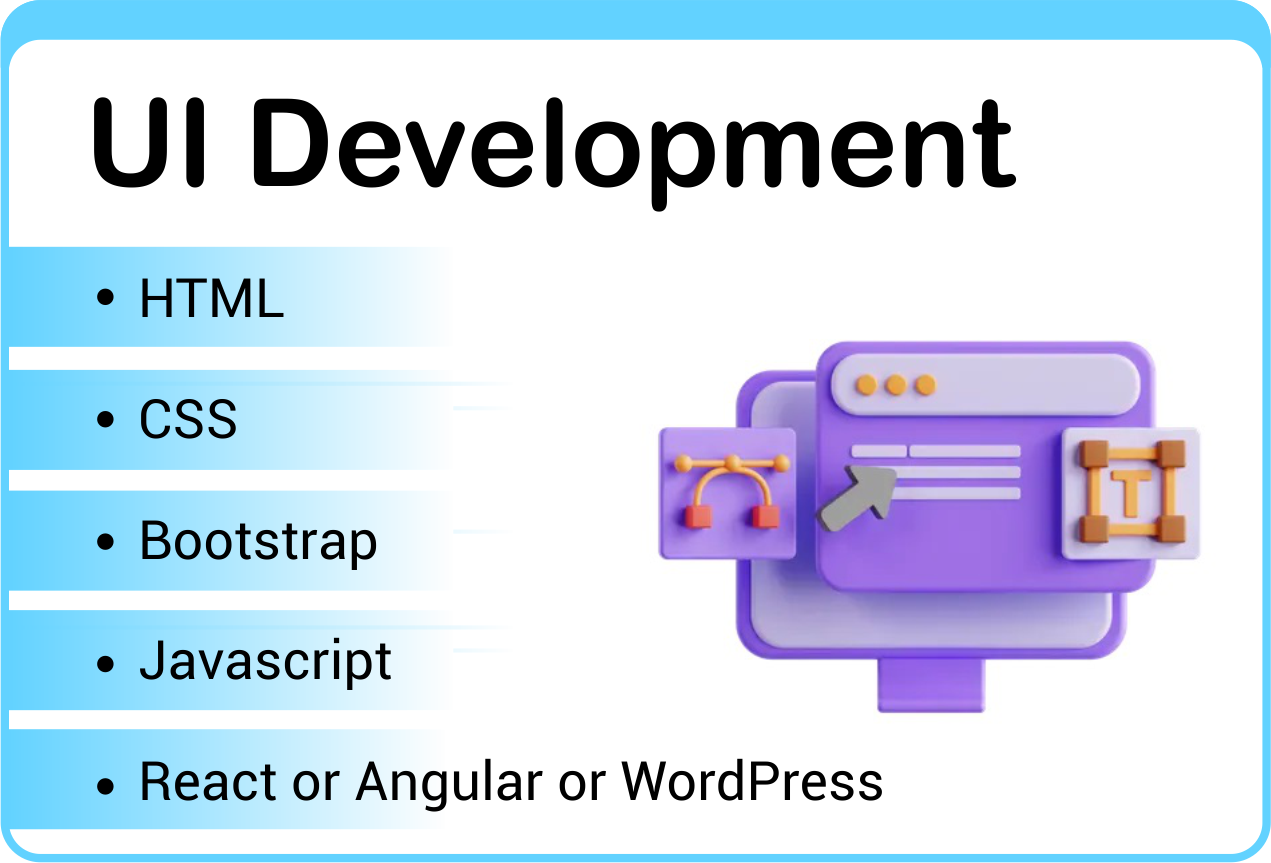 UI Development
• HTML
• CSS
• Bootstrap
• Javascript
• React or Angular or WordPress
T